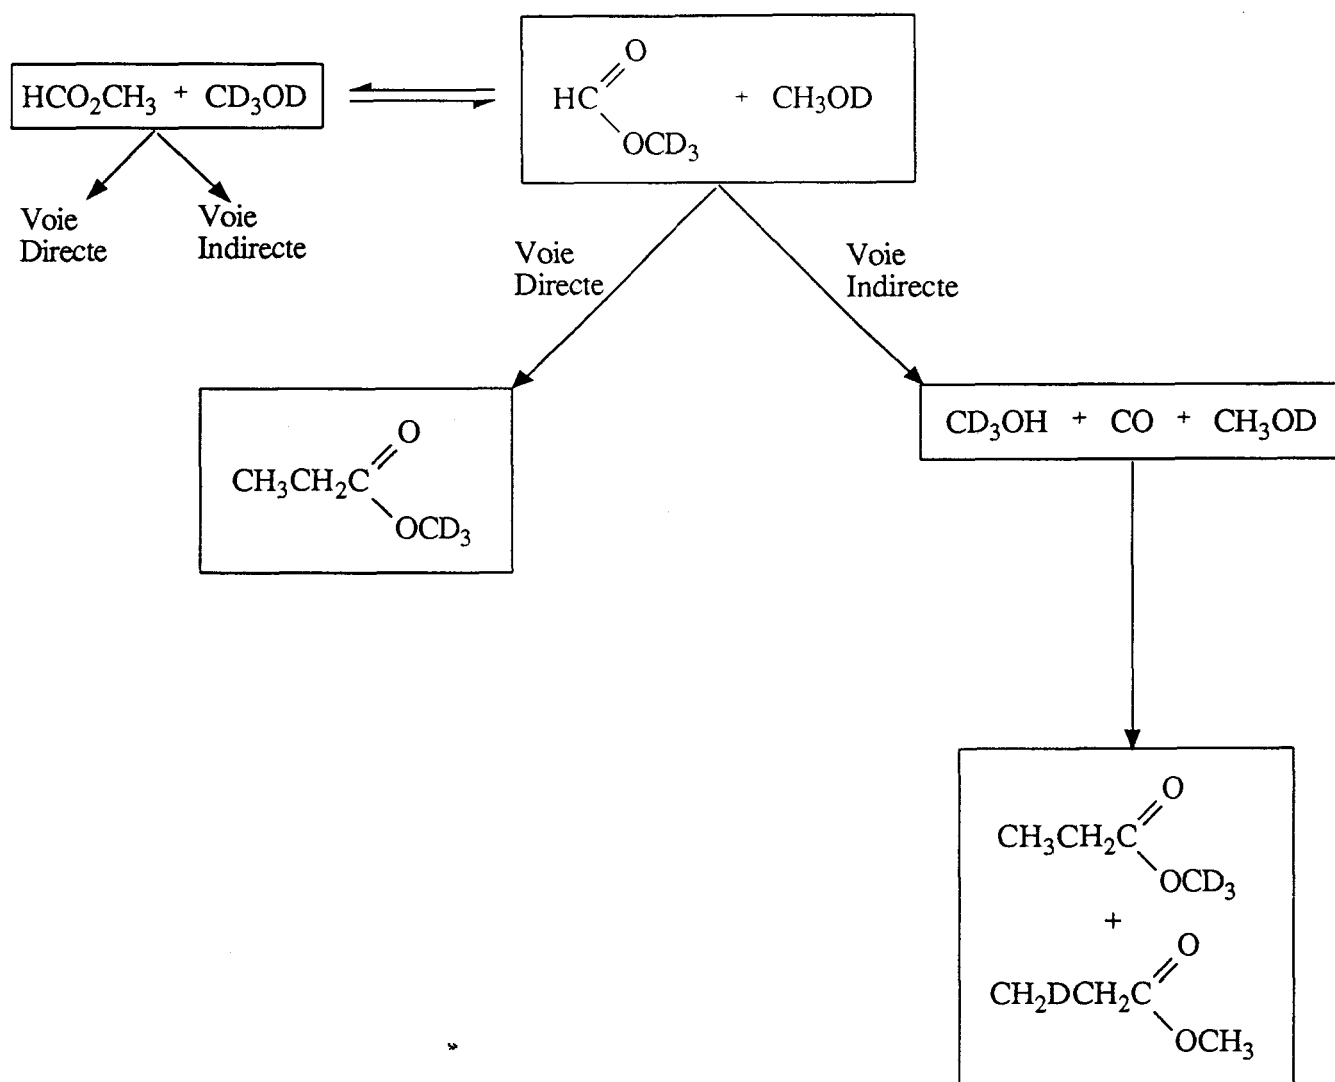 HCO₂CH₃ + CD₃OD
O
HC + CH₃OD
OCD₃
Voie
Directe
Voie
Indirecte
Voie
Directe
Voie
Indirecte
O
CH₃CH₂C
OCD₃
CD₃OH + CO + CH₃OD
O
CH₃CH₂C
OCD₃
+
O
CH₂DCH₂C
OCH₃